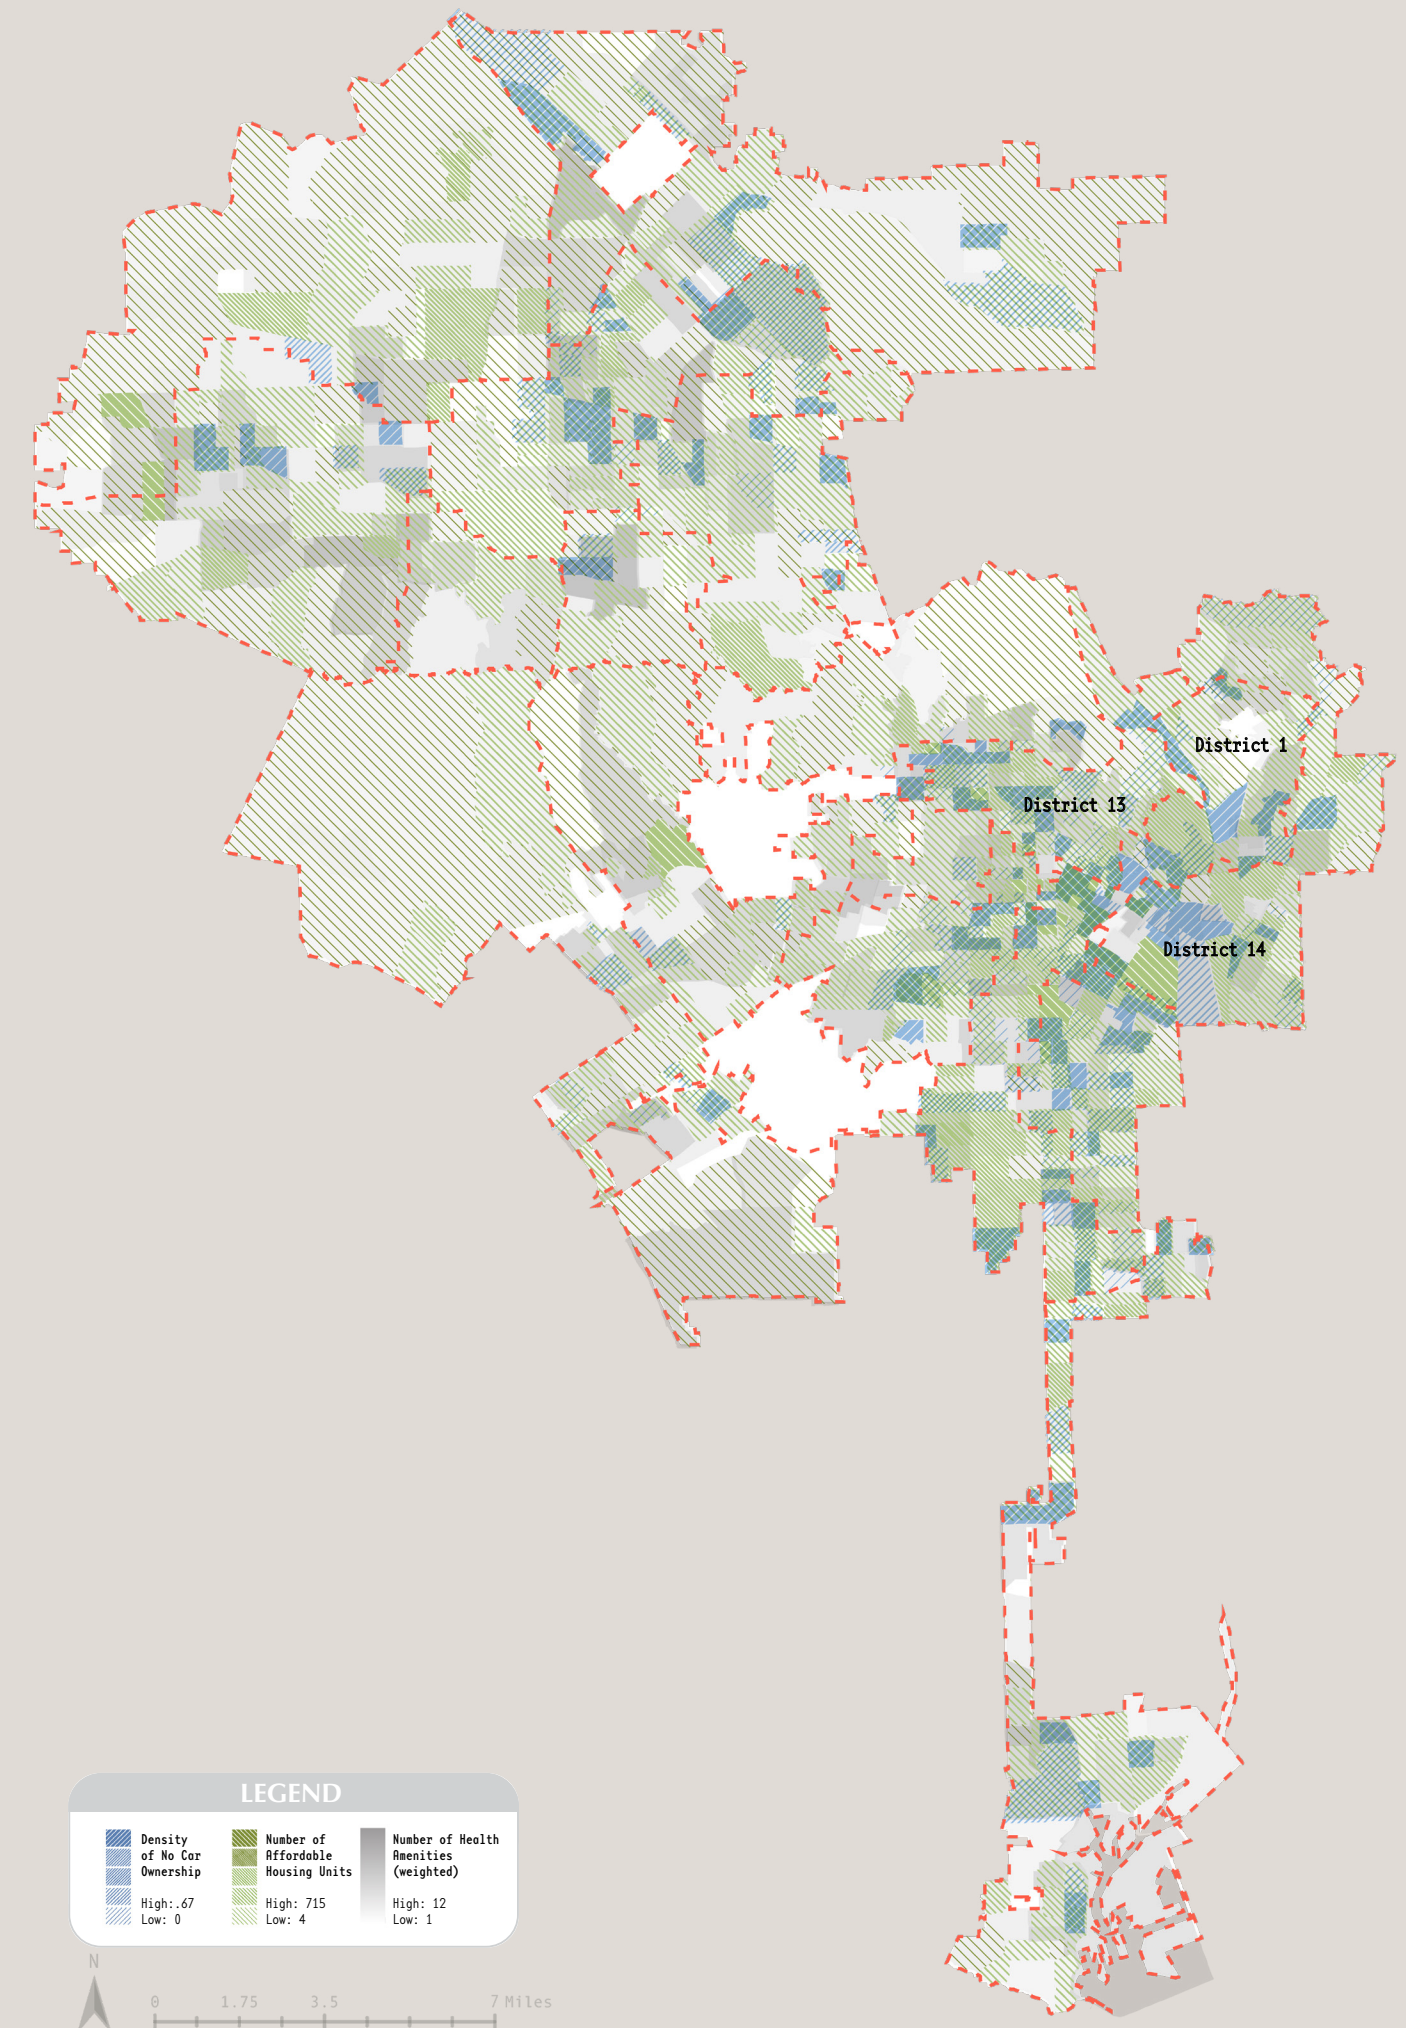 District 1
District 13
District 14
LEGEND
Density
of No Car
Ownership
High:.67
Low: 0
Number of
Affordable
Housing Units
High: 715
Low: 4
Number of Health
Amenities
(weighted)
High: 12
Low: 1
N
0 1.75 3.5 7 Miles